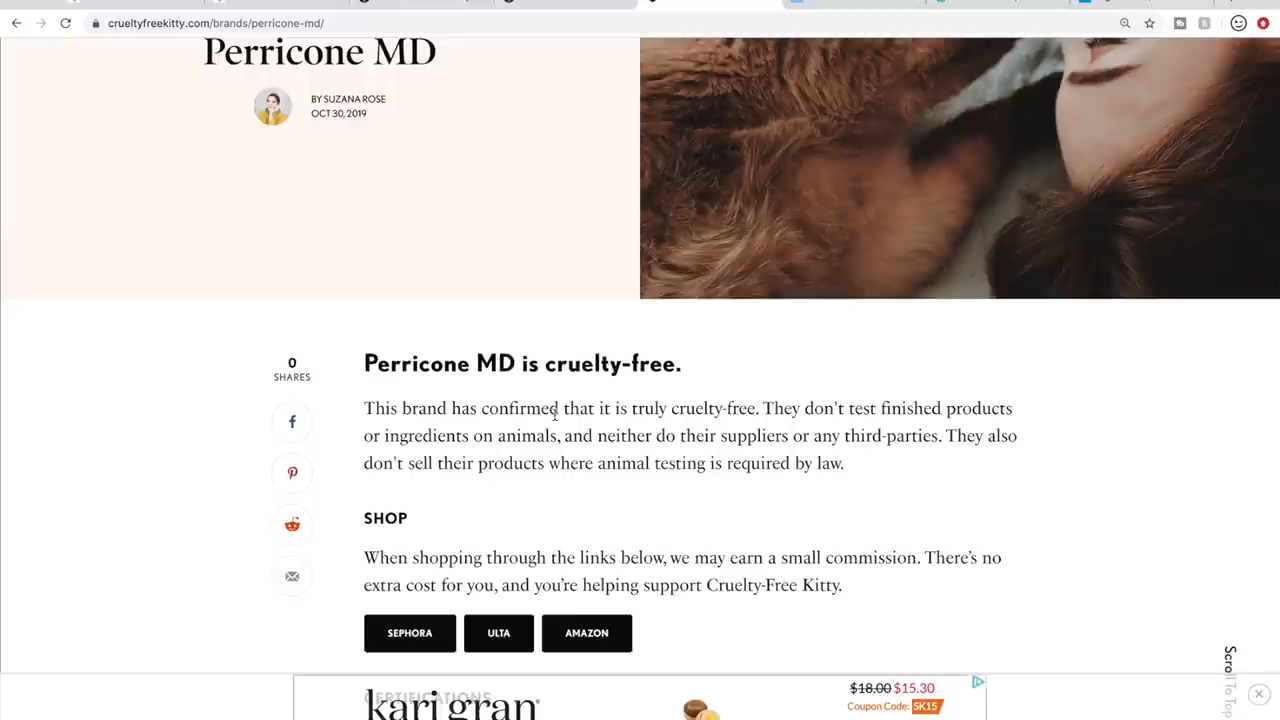 crueltyfreekitty.com/brands/perricone-md/
Perricone MD
BY SUZANA ROSE
OCT 30, 2019
0
SHARES
Perricone MD is cruelty-free.
This brand has confirmed that it is truly cruelty-free. They don't test finished products
or ingredients on animals, and neither do their suppliers or any third-parties. They also
don't sell their products where animal testing is required by law.
SHOP
When shopping through the links below, we may earn a small commission. There's no
extra cost for you, and you're helping support Cruelty-Free Kitty.
SEPHORA
ULTA
AMAZON
Scroll To Top
CERTIFICATIONS
kari gran
$18.00 $15.30
Coupon Code: SK15